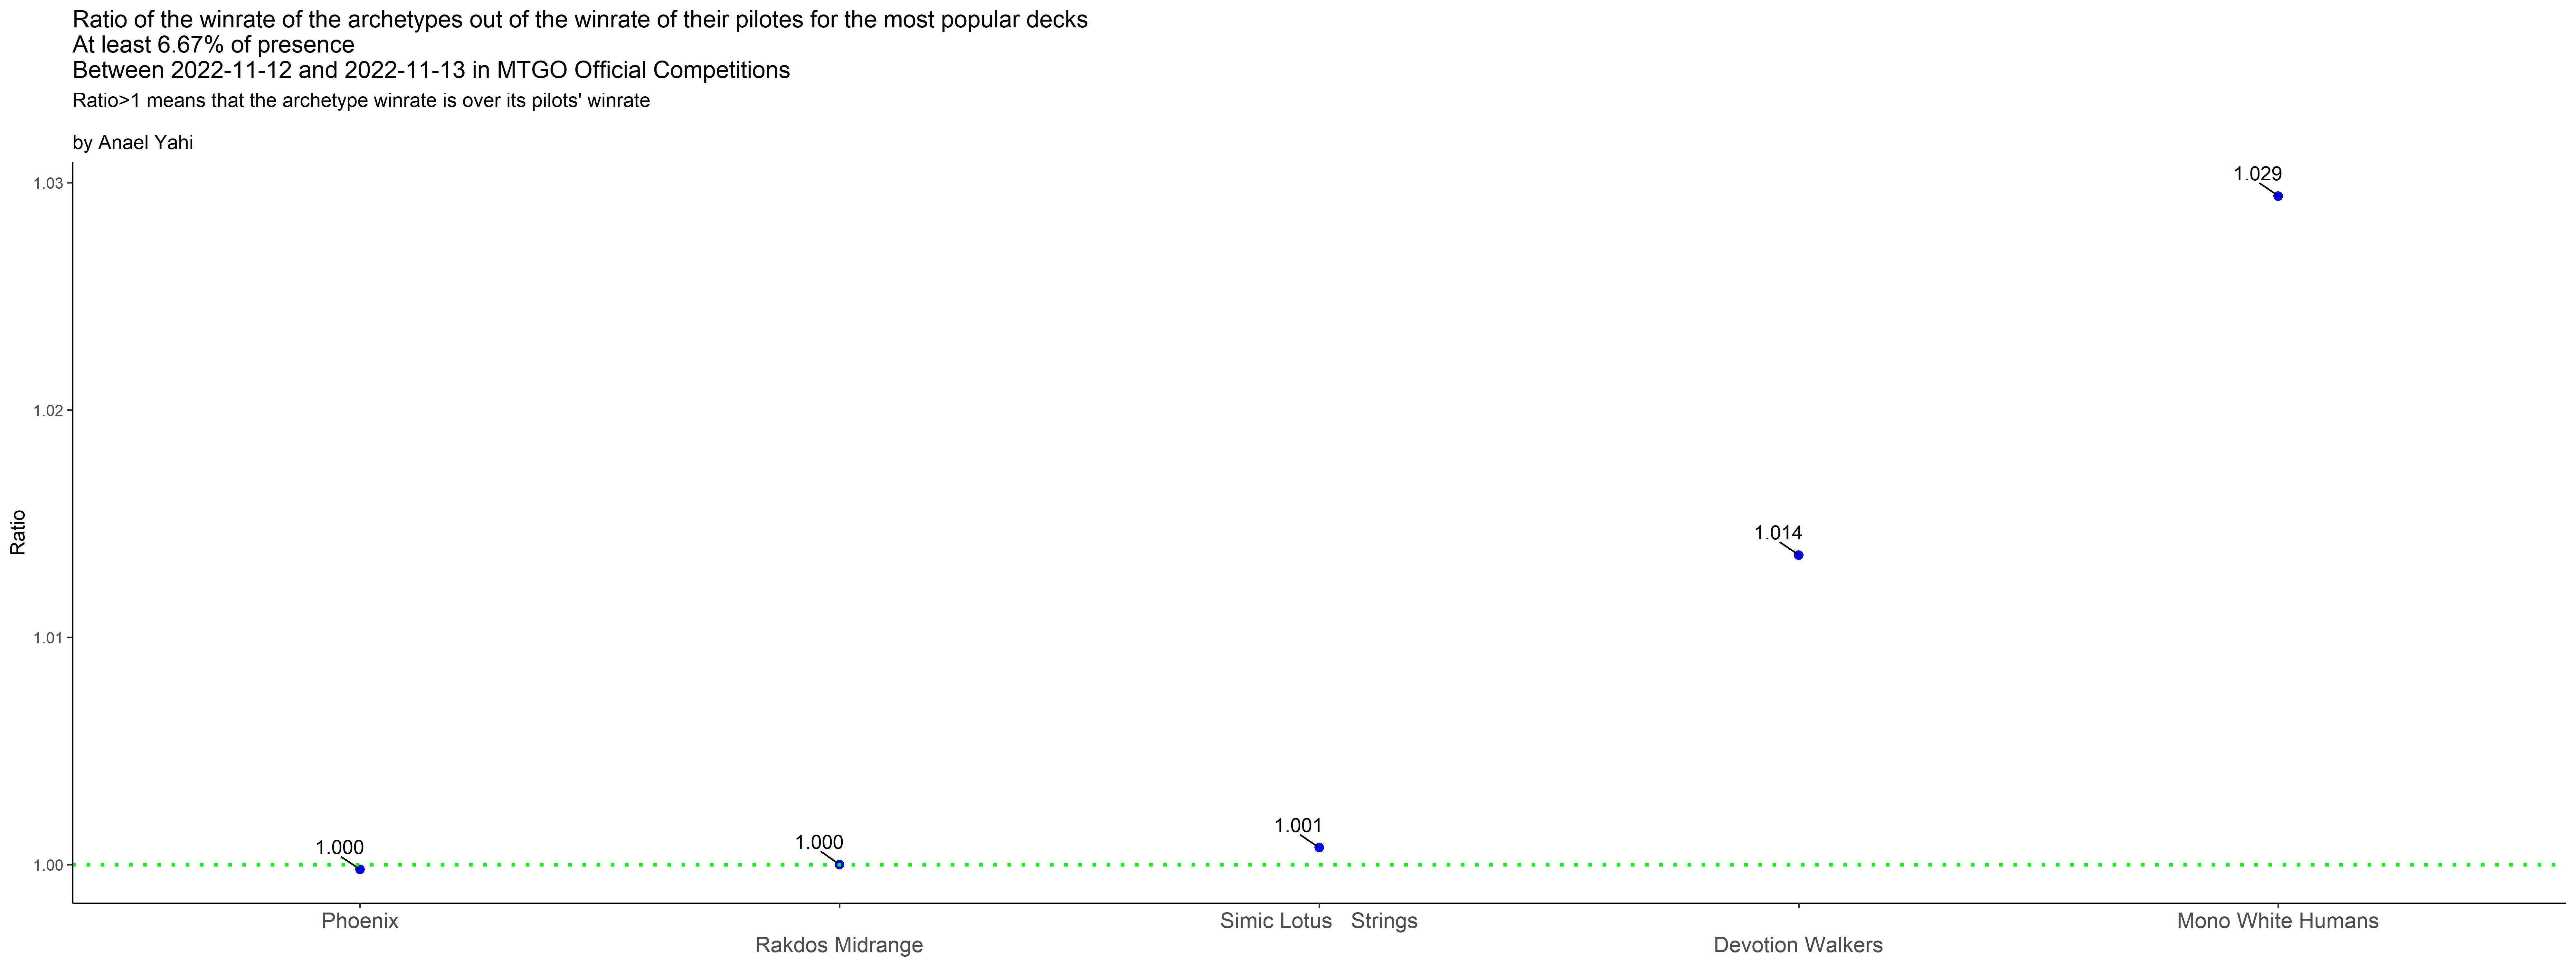 Ratio of the winrate of the archetypes out of the winrate of their pilotes for the most popular decks
At least 6.67% of presence
Between 2022-11-12 and 2022-11-13 in MTGO Official Competitions
Ratio>1 means that the archetype winrate is over its pilots' winrate
by Anael Yahi
1.03
1.029
1.02
Ratio
1.014
1.01
1.001
1.000
1.000
1.00
Phoenix
Simic Lotus   Strings
Mono White Humans
Rakdos Midrange
Devotion Walkers